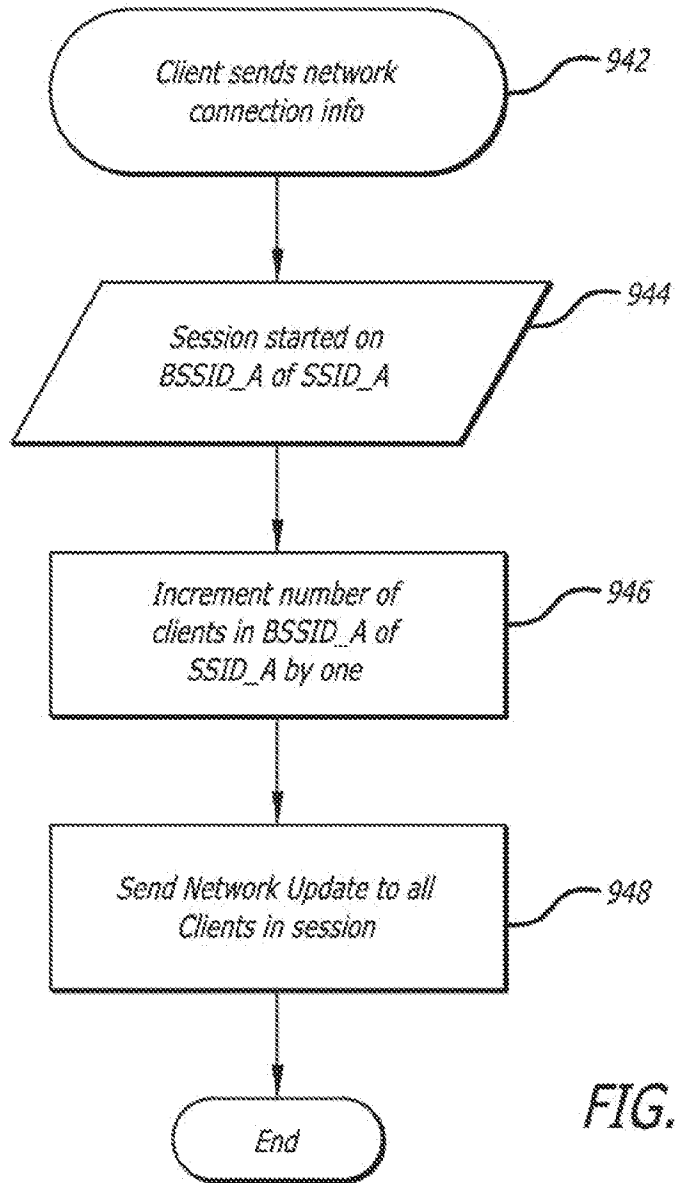 Client sends network
connection info
942
Session started on
BSSID_A of SSID_A
944
Increment number of
clients in BSSID_A of
SSID_A by one
946
Send Network Update to all
Clients in session
948
End
FIG.